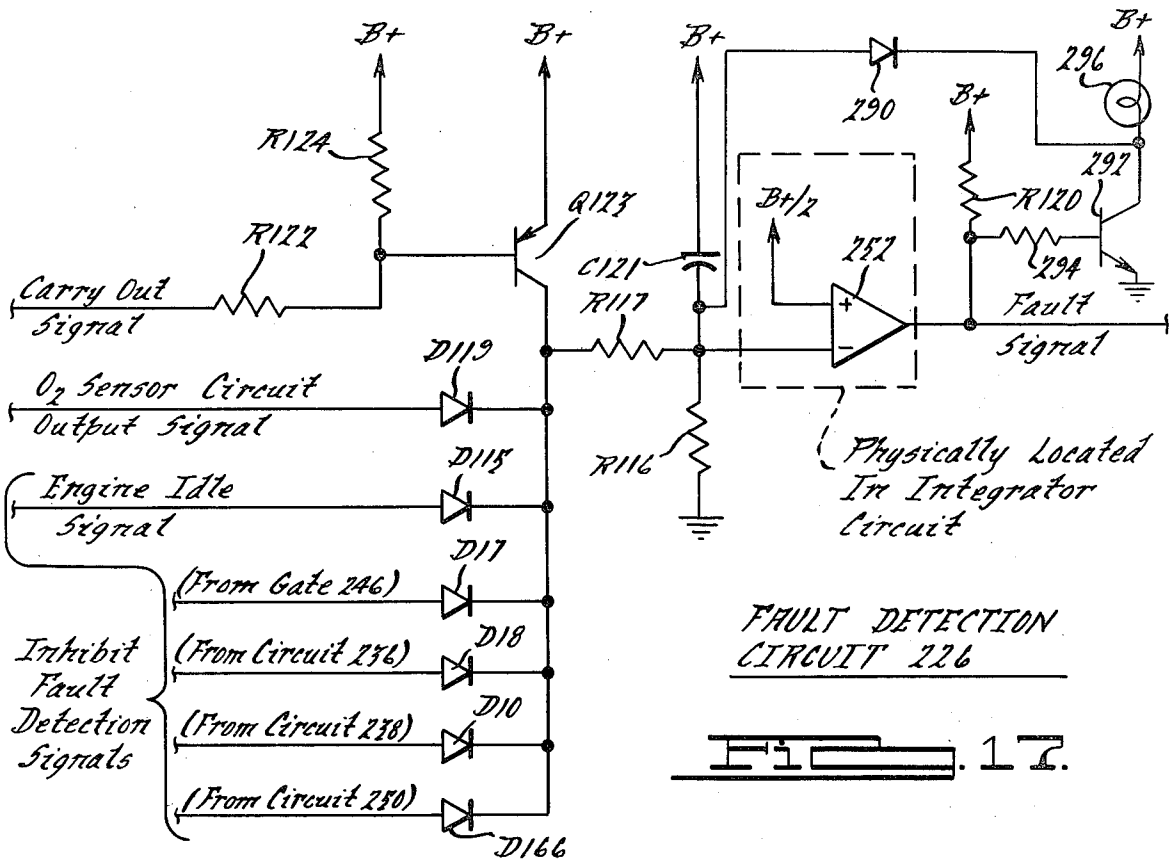 B+
B+
B+
B+
296
290
B+
R124
292
Q123
B+/2
R120
R122
C121
252
294
Carry Out
Signal
R117
Fault
Signal
D119
O2 Sensor Circuit
Output Signal
R116
Physically Located
In Integrator
Circuit
D115
Engine Idle
Signal
D17
(From Gate 246)
FAULT DETECTION
CIRCUIT 226
D18
(From Circuit 236)
Inhibit
Fault
Detection
Signals
D10
(From Circuit 238)
(From Circuit 250)
D166
Fig. 17.
+
−